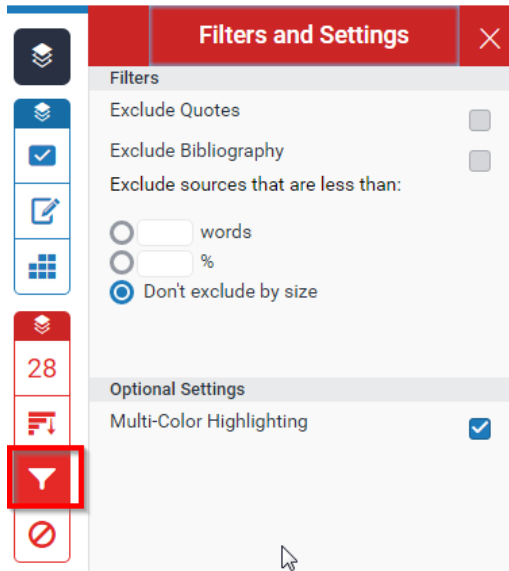 Filters and Settings
Filters
Exclude Quotes
Exclude Bibliography
Exclude sources that are less than:
words
%
Don't exclude by size
28
Optional Settings
Multi-Color Highlighting